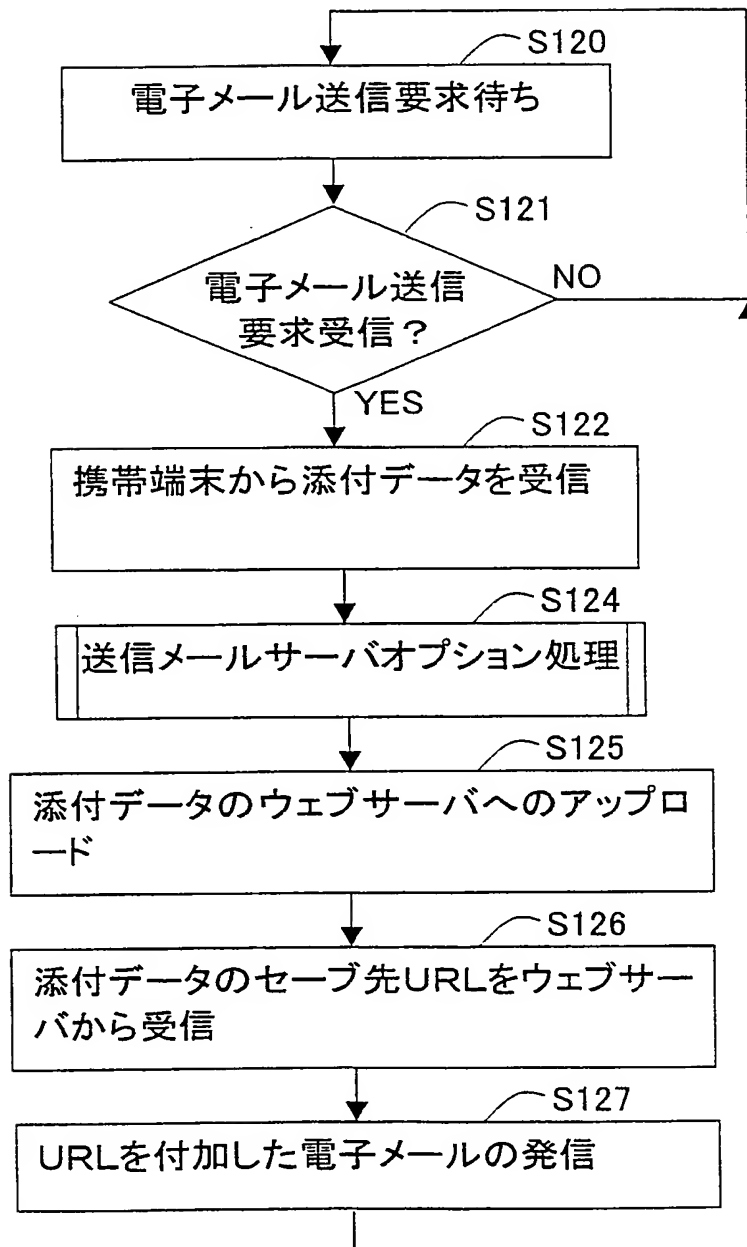 S120
電子メール送信要求待ち
S121
電子メール送信
要求受信？
NO
YES
S122
携帯端末から添付データを受信
S124
送信メールサーバオプション処理
S125
添付データのウェブサーバへのアップロ
ード
S126
添付データのセーブ先URLをウェブサー
バから受信
S127
URLを付加した電子メールの発信